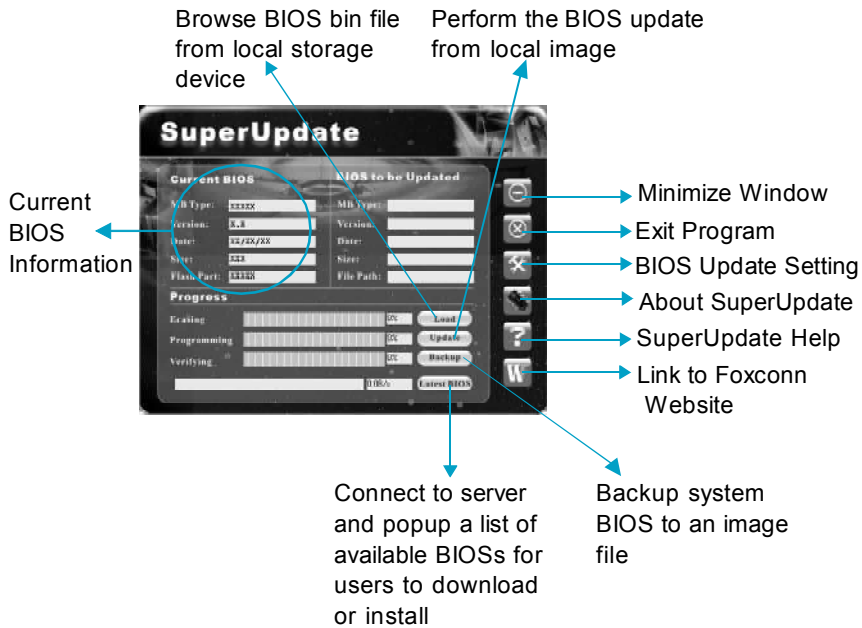 Browse BIOS bin file
from local storage
device
Perform the BIOS update
from local image
SuperUpdate
Current BIOS
BIOS to be Updated
MB Type: xxxxx
MB Type:
Version: x.x
Version:
Date: xx/xx/xx
Date:
Size: xxx
Size:
Flash Part: xxxxx
File Path:
Progress
Erasing 0% Load
Programming 0% Update
Verifying 0% Backup
Latest BIOS
Current
BIOS
Information
Minimize Window
Exit Program
BIOS Update Setting
About SuperUpdate
?
SuperUpdate Help
W
Link to Foxconn
Website
Connect to server
and popup a list of
available BIOSs for
users to download
or install
Backup system
BIOS to an image
file